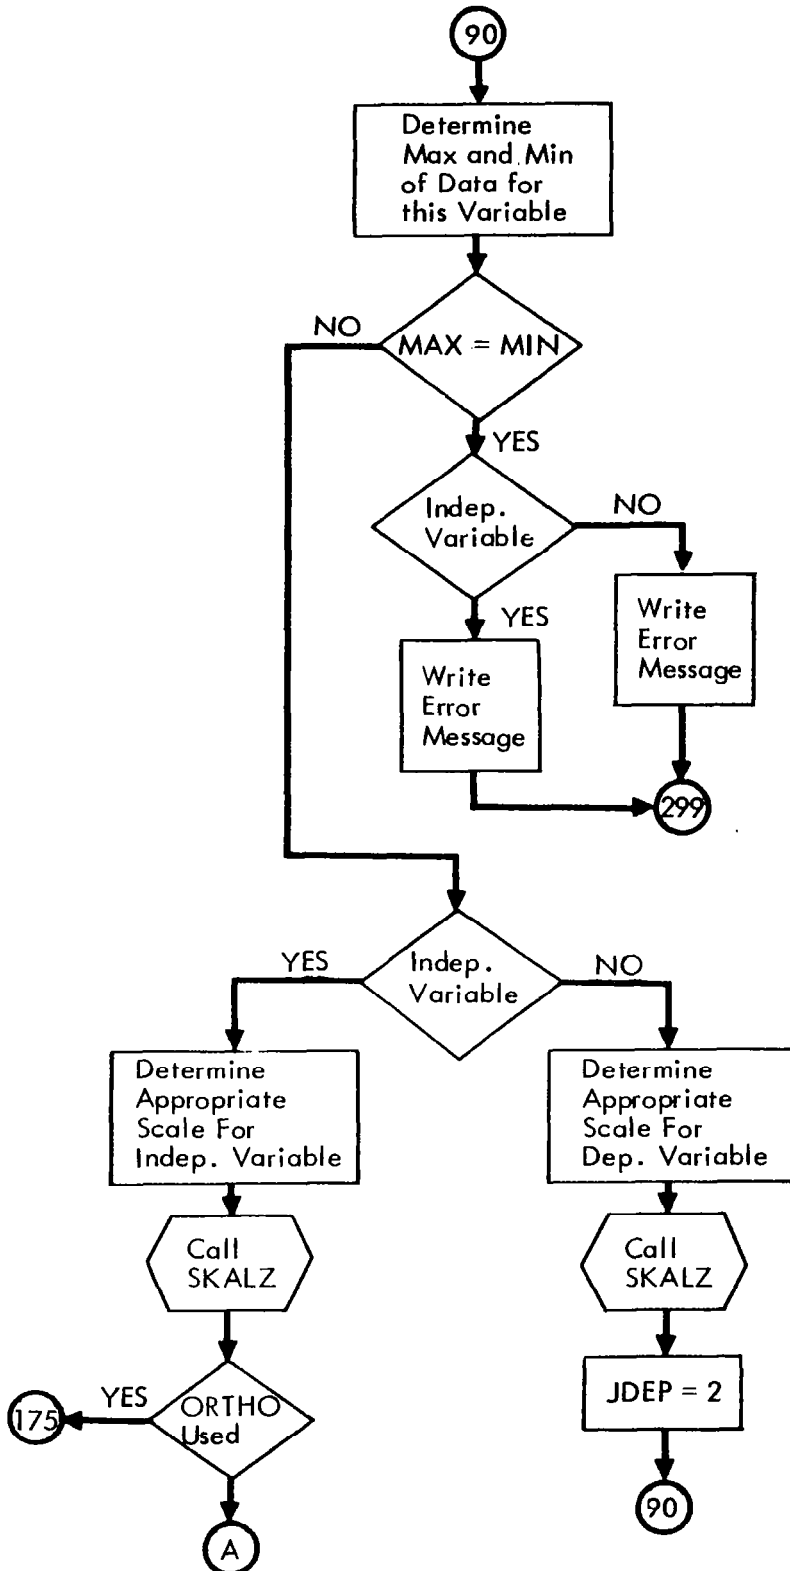 90
Determine
Max and Min
of Data for
this Variable
NO
MAX = MIN
YES
Indep.
Variable
NO
YES
Write
Error
Message
Write
Error
Message
299
YES
Indep.
Variable
NO
Determine
Appropriate
Scale For
Indep. Variable
Determine
Appropriate
Scale For
Dep. Variable
Call
SKALZ
Call
SKALZ
175
YES
ORTHO
Used
JDEP = 2
A
90